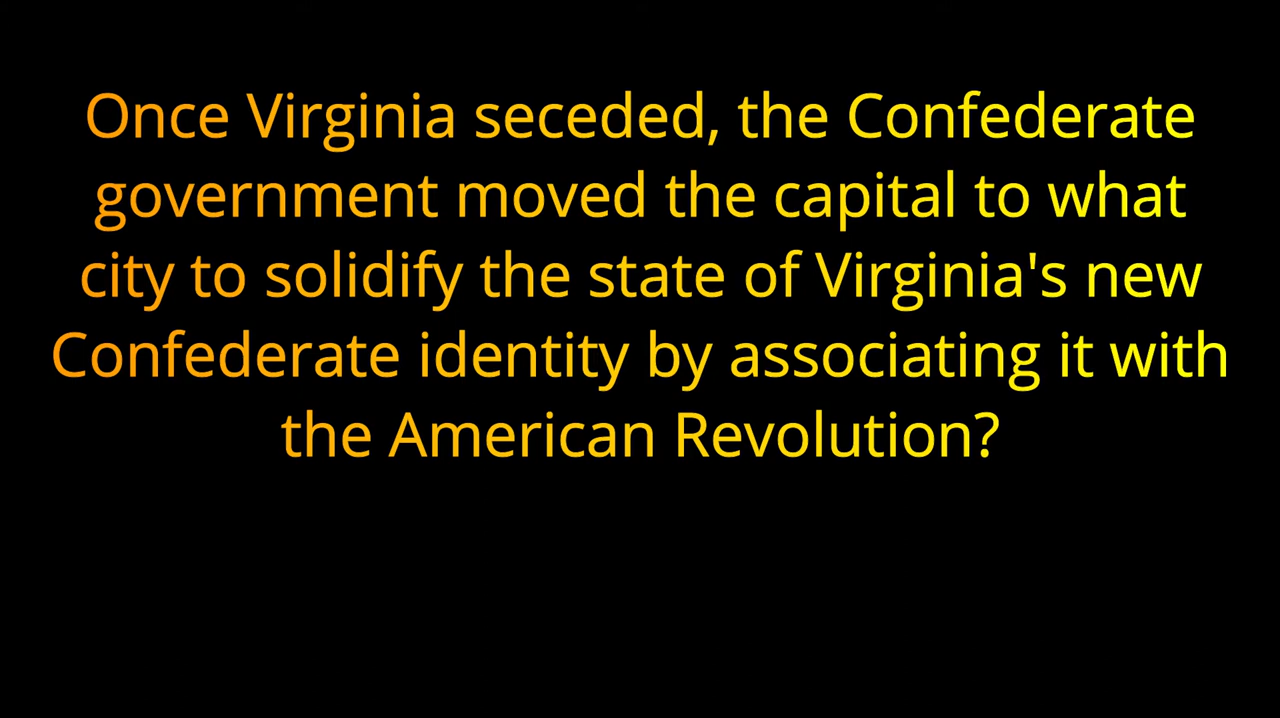 Once Virginia seceded, the Confederate
government moved the capital to what
city to solidify the state of Virginia's new
Confederate identity by associating it with
the American Revolution?